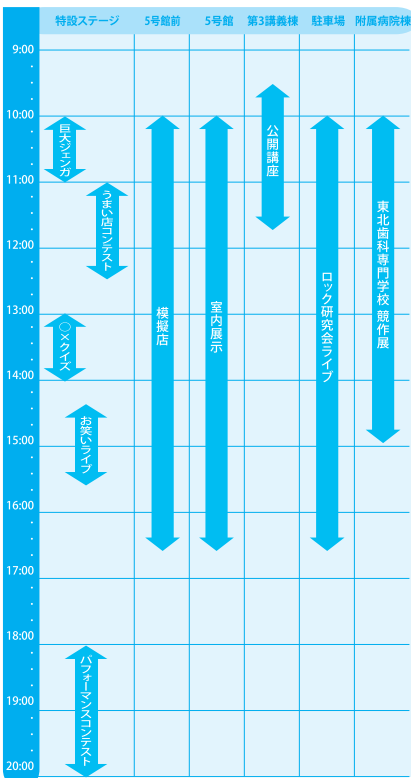 特設ステージ
5号館前
5号館
第3講義棟
駐車場
附属病院棟
9:00
10:00
11:00
12:00
13:00
14:00
15:00
16:00
17:00
18:00
19:00
20:00
巨大ジェンガ
うまい店コンテスト
○×クイズ
お笑いライブ
パフォーマンスコンテスト
模擬店
室内展示
公開講座
ロック研究会ライブ
東北歯科専門学校 競作展